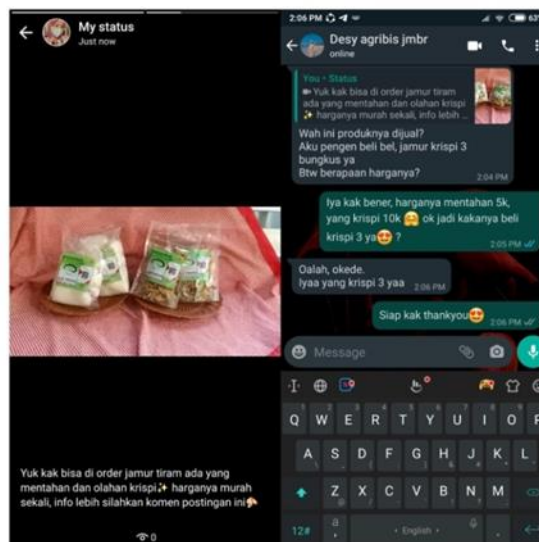 My status
Just now
Yuk kak bisa di order jamur tiram ada yang
mentahan dan olahan krispi✨ harganya murah
sekali, info lebih silahkan komen postingan ini
0
2:06 PM
63
Desy agribis jmbr
online
You • Status
Yuk kak bisa di order jamur tiram
ada yang mentahan dan olahan krispi
✨ harganya murah sekali, info lebih ...
Wah ini produknya dijual?
Aku pengen beli bel, jamur krispi 3
bungkus ya
Btw berapaan harganya?
2:04 PM
Iya kak bener, harganya mentahan 5k,
yang krispi 10k 🤗 ok jadi kakanya beli
krispi 3 ya😍 ?
2:05 PM
Oalah, okede.
Iyaa yang krispi 3 yaa
2:06 PM
Siap kak thankyou😍
2:06 PM
Message
Q W E R T Y U I O P
A S D F G H J K L
Z X C V B N M
12#
English